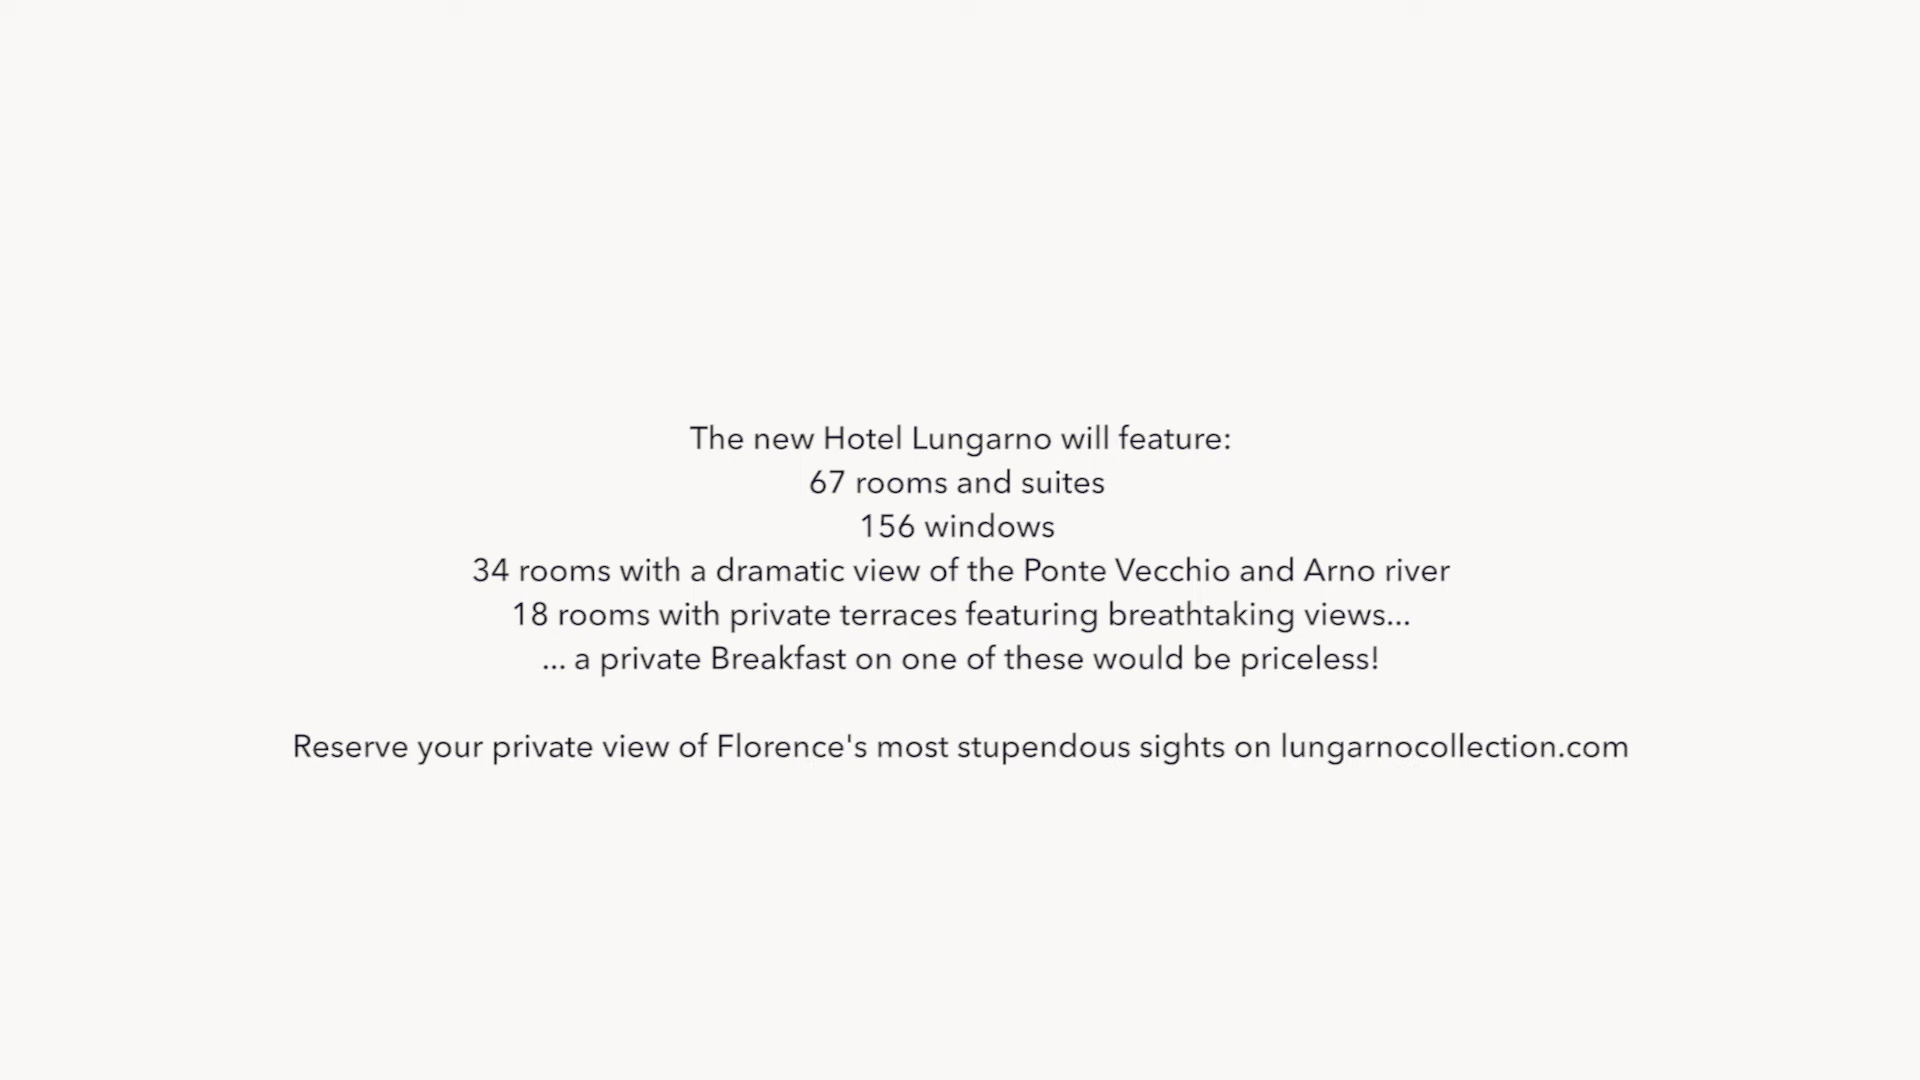 The new Hotel Lungarno will feature:
67 rooms and suites
156 windows
34 rooms with a dramatic view of the Ponte Vecchio and Arno river
18 rooms with private terraces featuring breathtaking views...
... a private Breakfast on one of these would be priceless!
Reserve your private view of Florence's most stupendous sights on lungarnocollection.com